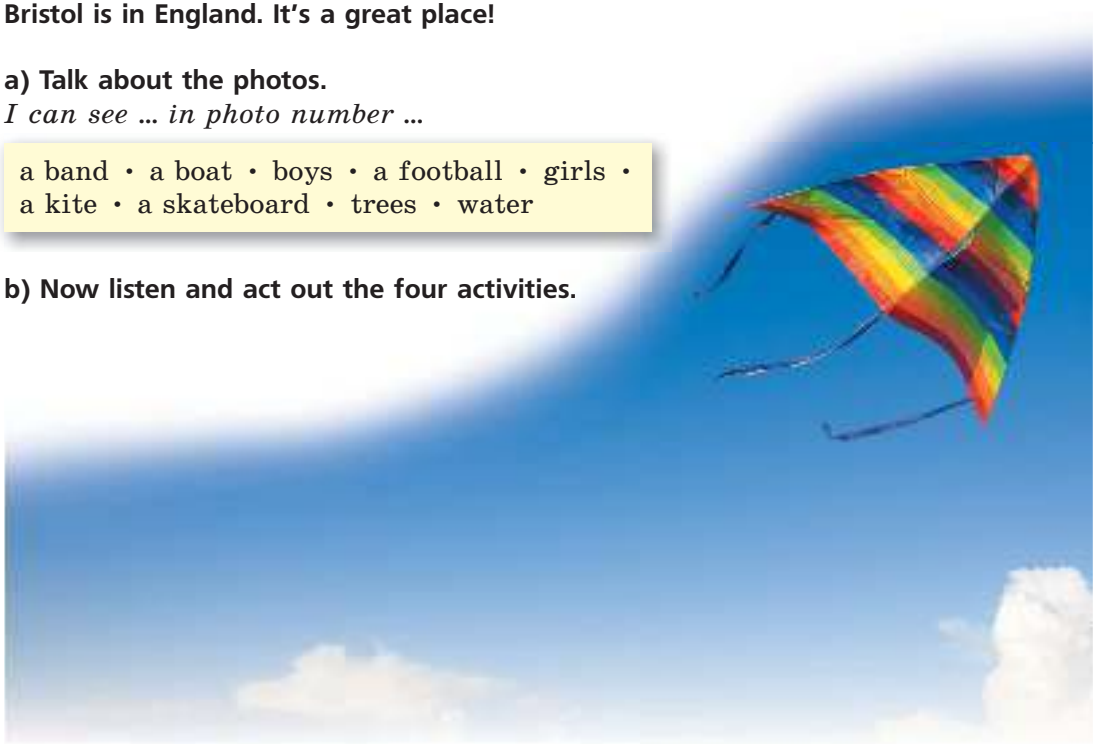 Bristol is in England. It's a great place!
a) Talk about the photos.
I can see ... in photo number ...
a band • a boat • boys • a football • girls •
a kite • a skateboard • trees • water
b) Now listen and act out the four activities.